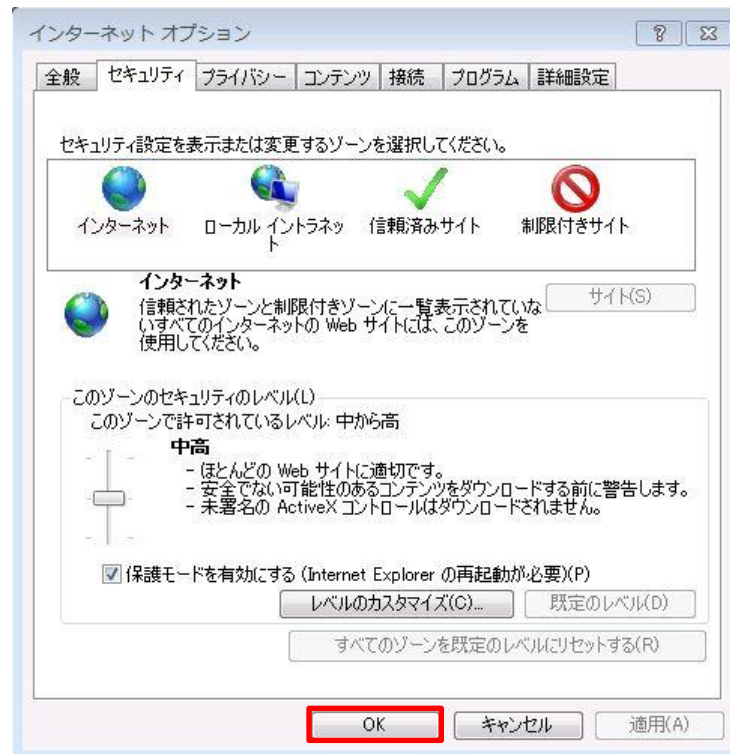 インターネット オプション
全般 セキュリティ プライバシー コンテンツ 接続 プログラム 詳細設定
セキュリティ設定を表示または変更するゾーンを選択してください。
インターネット ローカル イントラネッ 信頼済みサイト 制限付きサイト
ト
インターネット
サイト(S)
信頼されたゾーンと制限付きゾーンに一覧表示されていな
いすべてのインターネットの Web サイトには、このゾーンを
使用してください。
このゾーンのセキュリティのレベル(L)
このゾーンで許可されているレベル: 中から高
中高
- ほとんどの Web サイトに適切です。
- 安全でない可能性のあるコンテンツをダウンロードする前に警告します。
- 未署名の ActiveX コントロールはダウンロードされません。
保護モードを有効にする (Internet Explorer の再起動が必要)(P)
レベルのカスタマイズ(C)... 既定のレベル(D)
すべてのゾーンを既定のレベルにリセットする(R)
OK キャンセル 適用(A)